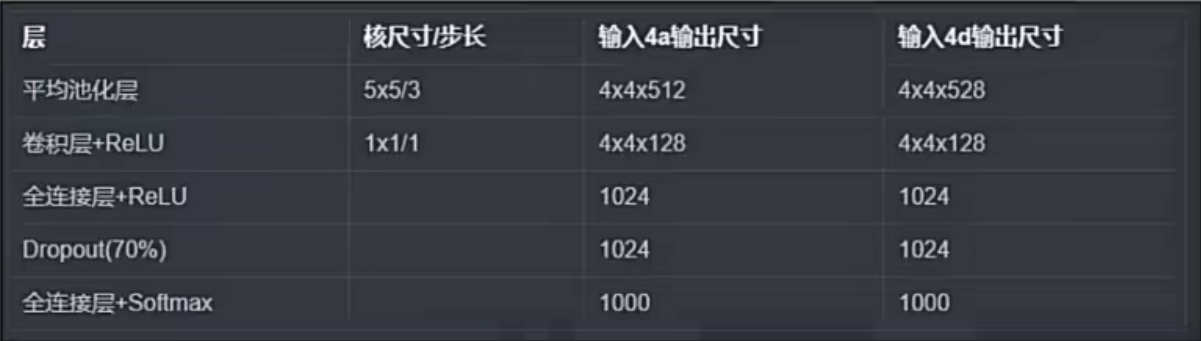 层 核尺寸/步长 输入4a输出尺寸 输入4d输出尺寸
平均池化层 5x5/3 4x4x512 4x4x528
卷积层+ReLU 1x1/1 4x4x128 4x4x128
全连接层+ReLU 1024 1024
Dropout(70%) 1024 1024
全连接层+Softmax 1000 1000